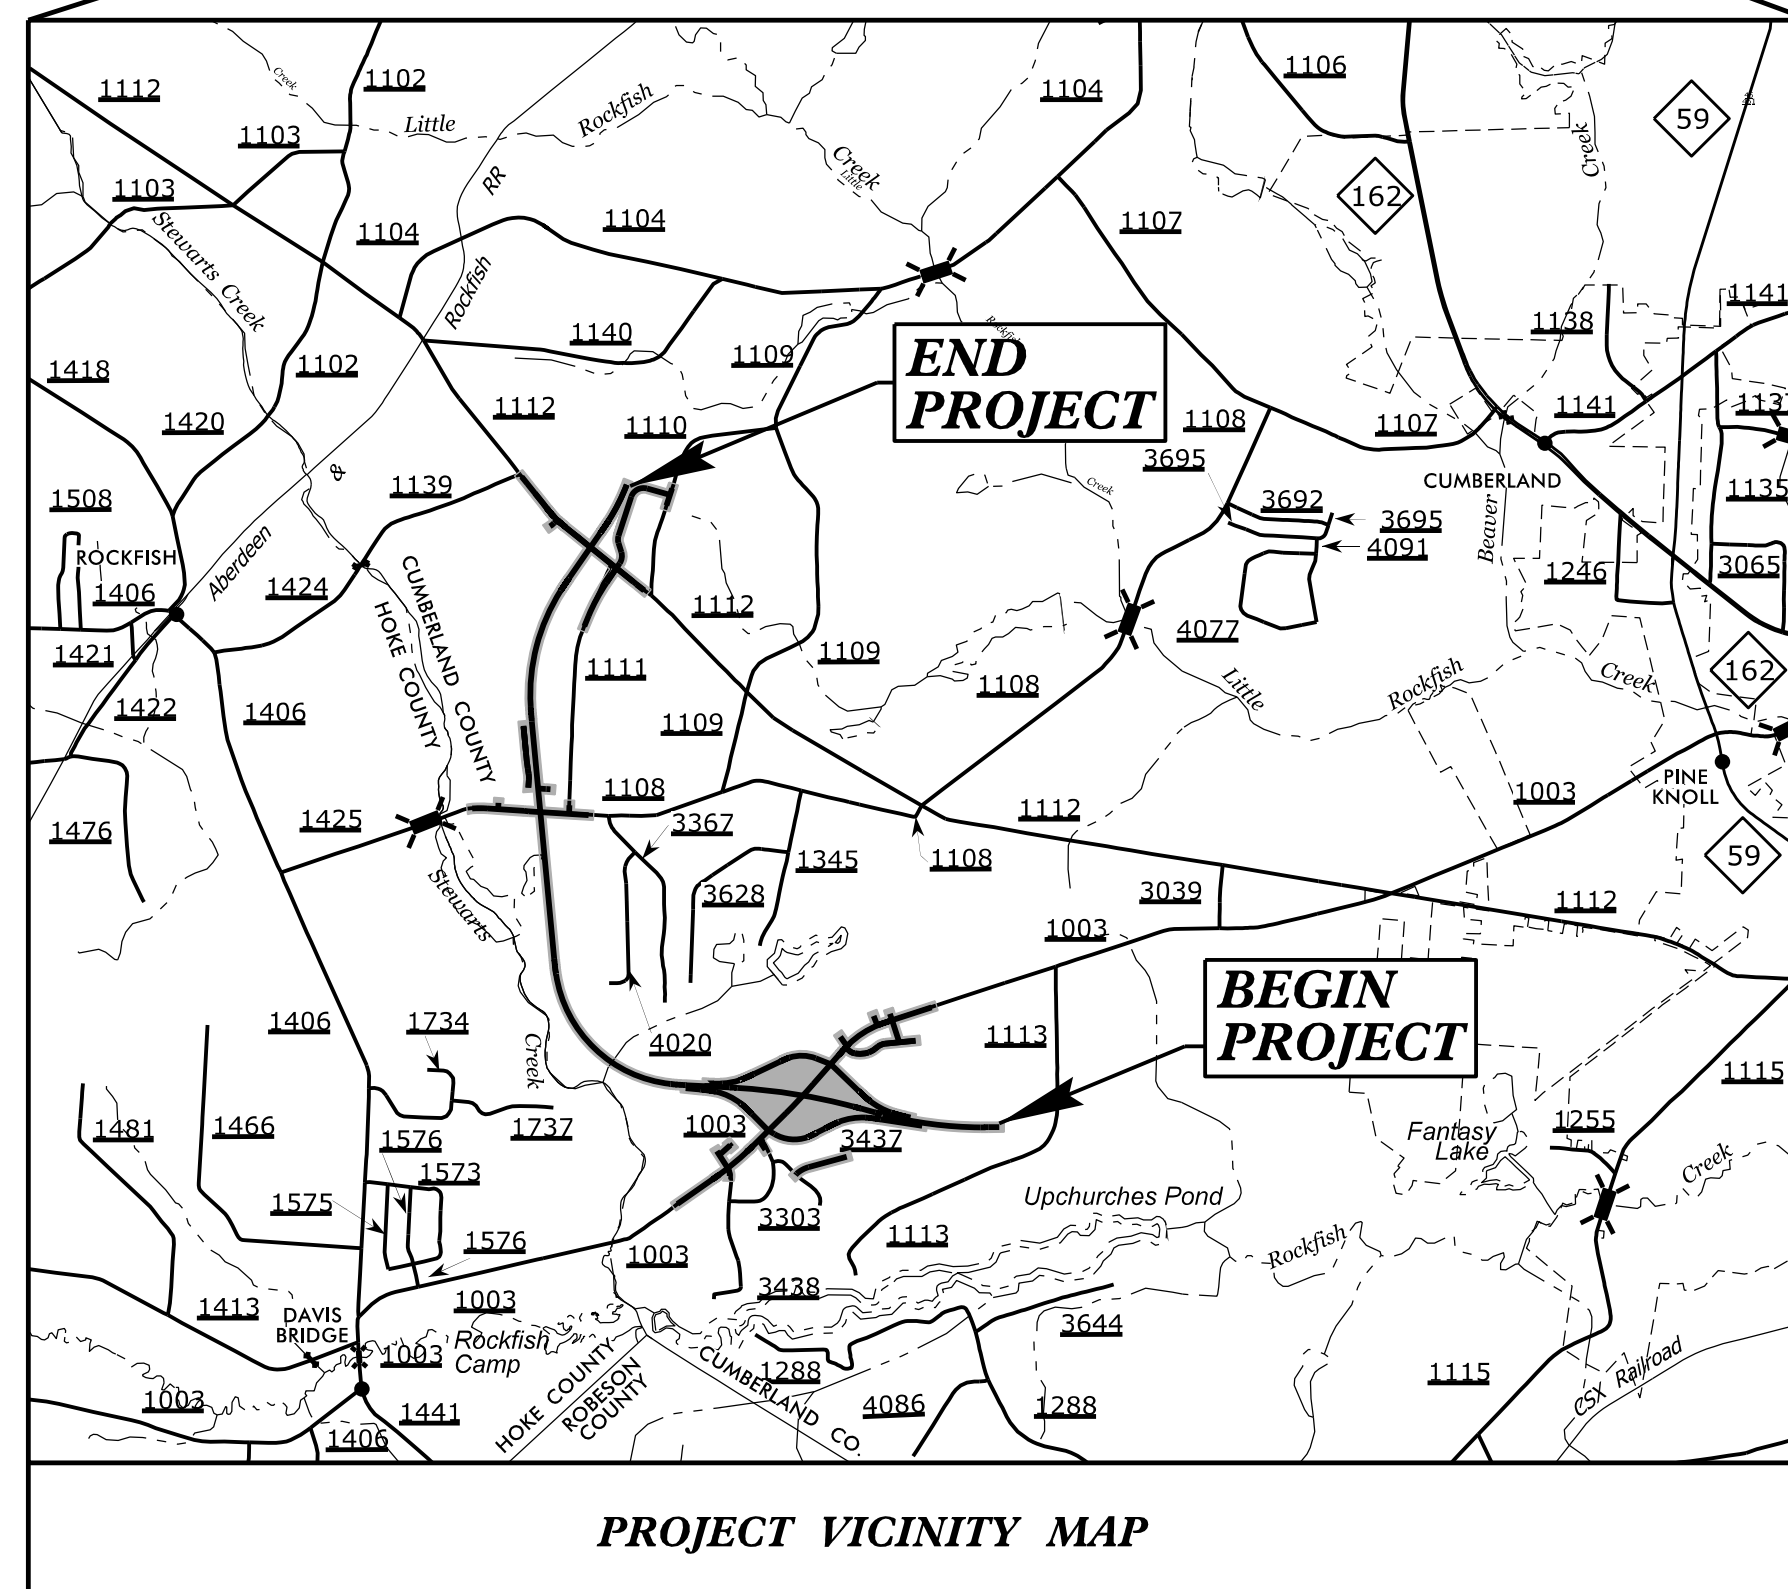 1112
1102
1104
1106
59
Creek
Little
Rockfish
1103
Creek
Little
Creek
1103
RR
162
Stewarts Creek
1104
1104
1107
Rockfish
1141
1138
1140
1109
Rockfish
END
PROJECT
1418
1102
1112
1420
1110
1108
1107
1141
1137
3695
CUMBERLAND
&
1139
Creek
3692
3695
4091
1135
1508
ROCKFISH
Aberdeen
1406
1424
CUMBERLAND COUNTY
HOKE COUNTY
1112
Beaver
1246
3065
4077
1421
1111
1109
1108
Little
Rockfish
Creek
162
1422
1406
1109
PINE
KNOLL
1003
1425
1108
3367
1112
1476
1345
1108
59
3628
3039
1112
Stewarts
1003
BEGIN
PROJECT
1406
1734
Creek
4020
1113
1115
1481
1466
1576
1737
1003
3437
1255
Fantasy
Lake
Creek
1573
1575
Upchurches Pond
3303
1576
1003
1113
Rockfish
3438
1413
1003
DAVIS
BRIDGE
1003
Rockfish
Camp
3644
HOKE COUNTY
ROBESON
COUNTY
CUMBERLAND CO.
1288
1115
CSX Railroad
1003
1441
4086
1288
1406
PROJECT VICINITY MAP